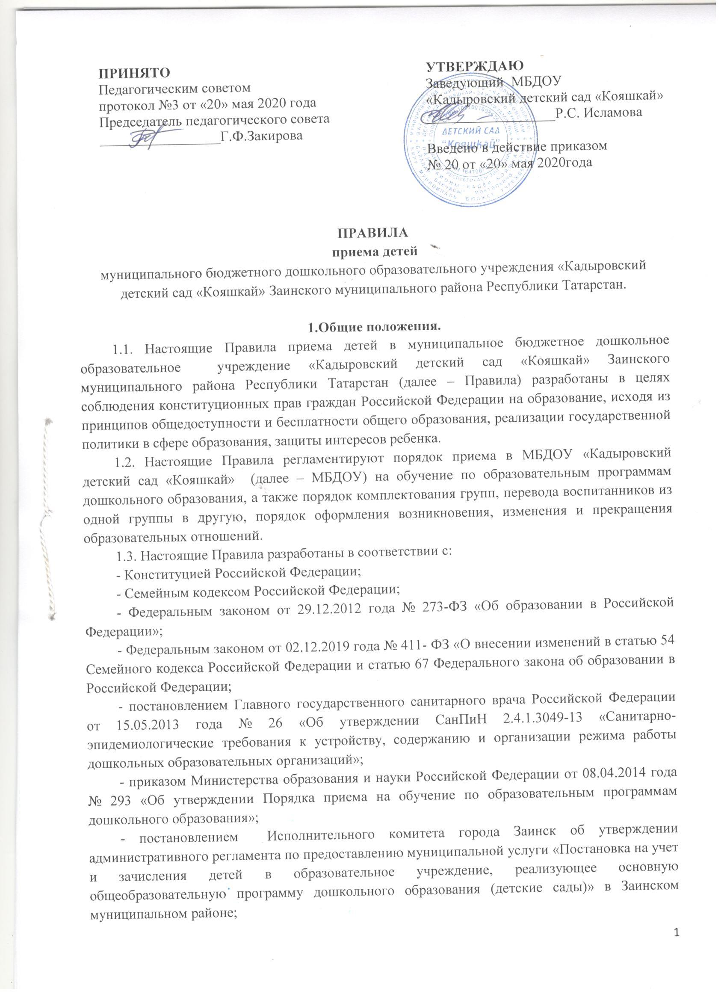 ПРИНЯТО
Педагогическим советом
протокол №3 от «20» мая 2020 года
Председатель педагогического совета
__________________Г.Ф.Закирова
УТВЕРЖДАЮ
Заведующий  МБДОУ
«Кадыровский детский сад «Кояшкай»
___________________Р.С. Исламова
Введено в действие приказом
№ 20 от «20» мая 2020года
ДЕТСКИЙ САД
"Кояшкай"
ПРАВИЛА
приема детей
муниципального бюджетного дошкольного образовательного учреждения «Кадыровский
детский сад «Кояшкай» Заинского муниципального района Республики Татарстан.
1.Общие положения.
1.1. Настоящие Правила приема детей в муниципальное бюджетное дошкольное
образовательное учреждение «Кадыровский детский сад «Кояшкай» Заинского
муниципального района Республики Татарстан (далее – Правила) разработаны в целях
соблюдения конституционных прав граждан Российской Федерации на образование, исходя из
принципов общедоступности и бесплатности общего образования, реализации государственной
политики в сфере образования, защиты интересов ребенка.
1.2. Настоящие Правила регламентируют порядок приема в МБДОУ «Кадыровский
детский сад «Кояшкай»  (далее – МБДОУ) на обучение по образовательным программам
дошкольного образования, а также порядок комплектования групп, перевода воспитанников из
одной группы в другую, порядок оформления возникновения, изменения и прекращения
образовательных отношений.
1.3. Настоящие Правила разработаны в соответствии с:
- Конституцией Российской Федерации;
- Семейным кодексом Российской Федерации;
- Федеральным законом от 29.12.2012 года № 273-ФЗ «Об образовании в Российской
Федерации»;
- Федеральным законом от 02.12.2019 года № 411- ФЗ «О внесении изменений в статью 54
Семейного кодекса Российской Федерации и статью 67 Федерального закона об образовании в
Российской Федерации;
- постановлением Главного государственного санитарного врача Российской Федерации
от 15.05.2013 года № 26 «Об утверждении СанПиН 2.4.1.3049-13 «Санитарно-
эпидемиологические требования к устройству, содержанию и организации режима работы
дошкольных образовательных организаций»;
- приказом Министерства образования и науки Российской Федерации от 08.04.2014 года
№ 293 «Об утверждении Порядка приема на обучение по образовательным программам
дошкольного образования»;
- постановлением  Исполнительного комитета города Заинск об утверждении
административного регламента по предоставлению муниципальной услуги «Постановка на учет
и зачисления детей в образовательное учреждение, реализующее основную
общеобразовательную программу дошкольного образования (детские сады)» в Заинском
муниципальном районе;
1